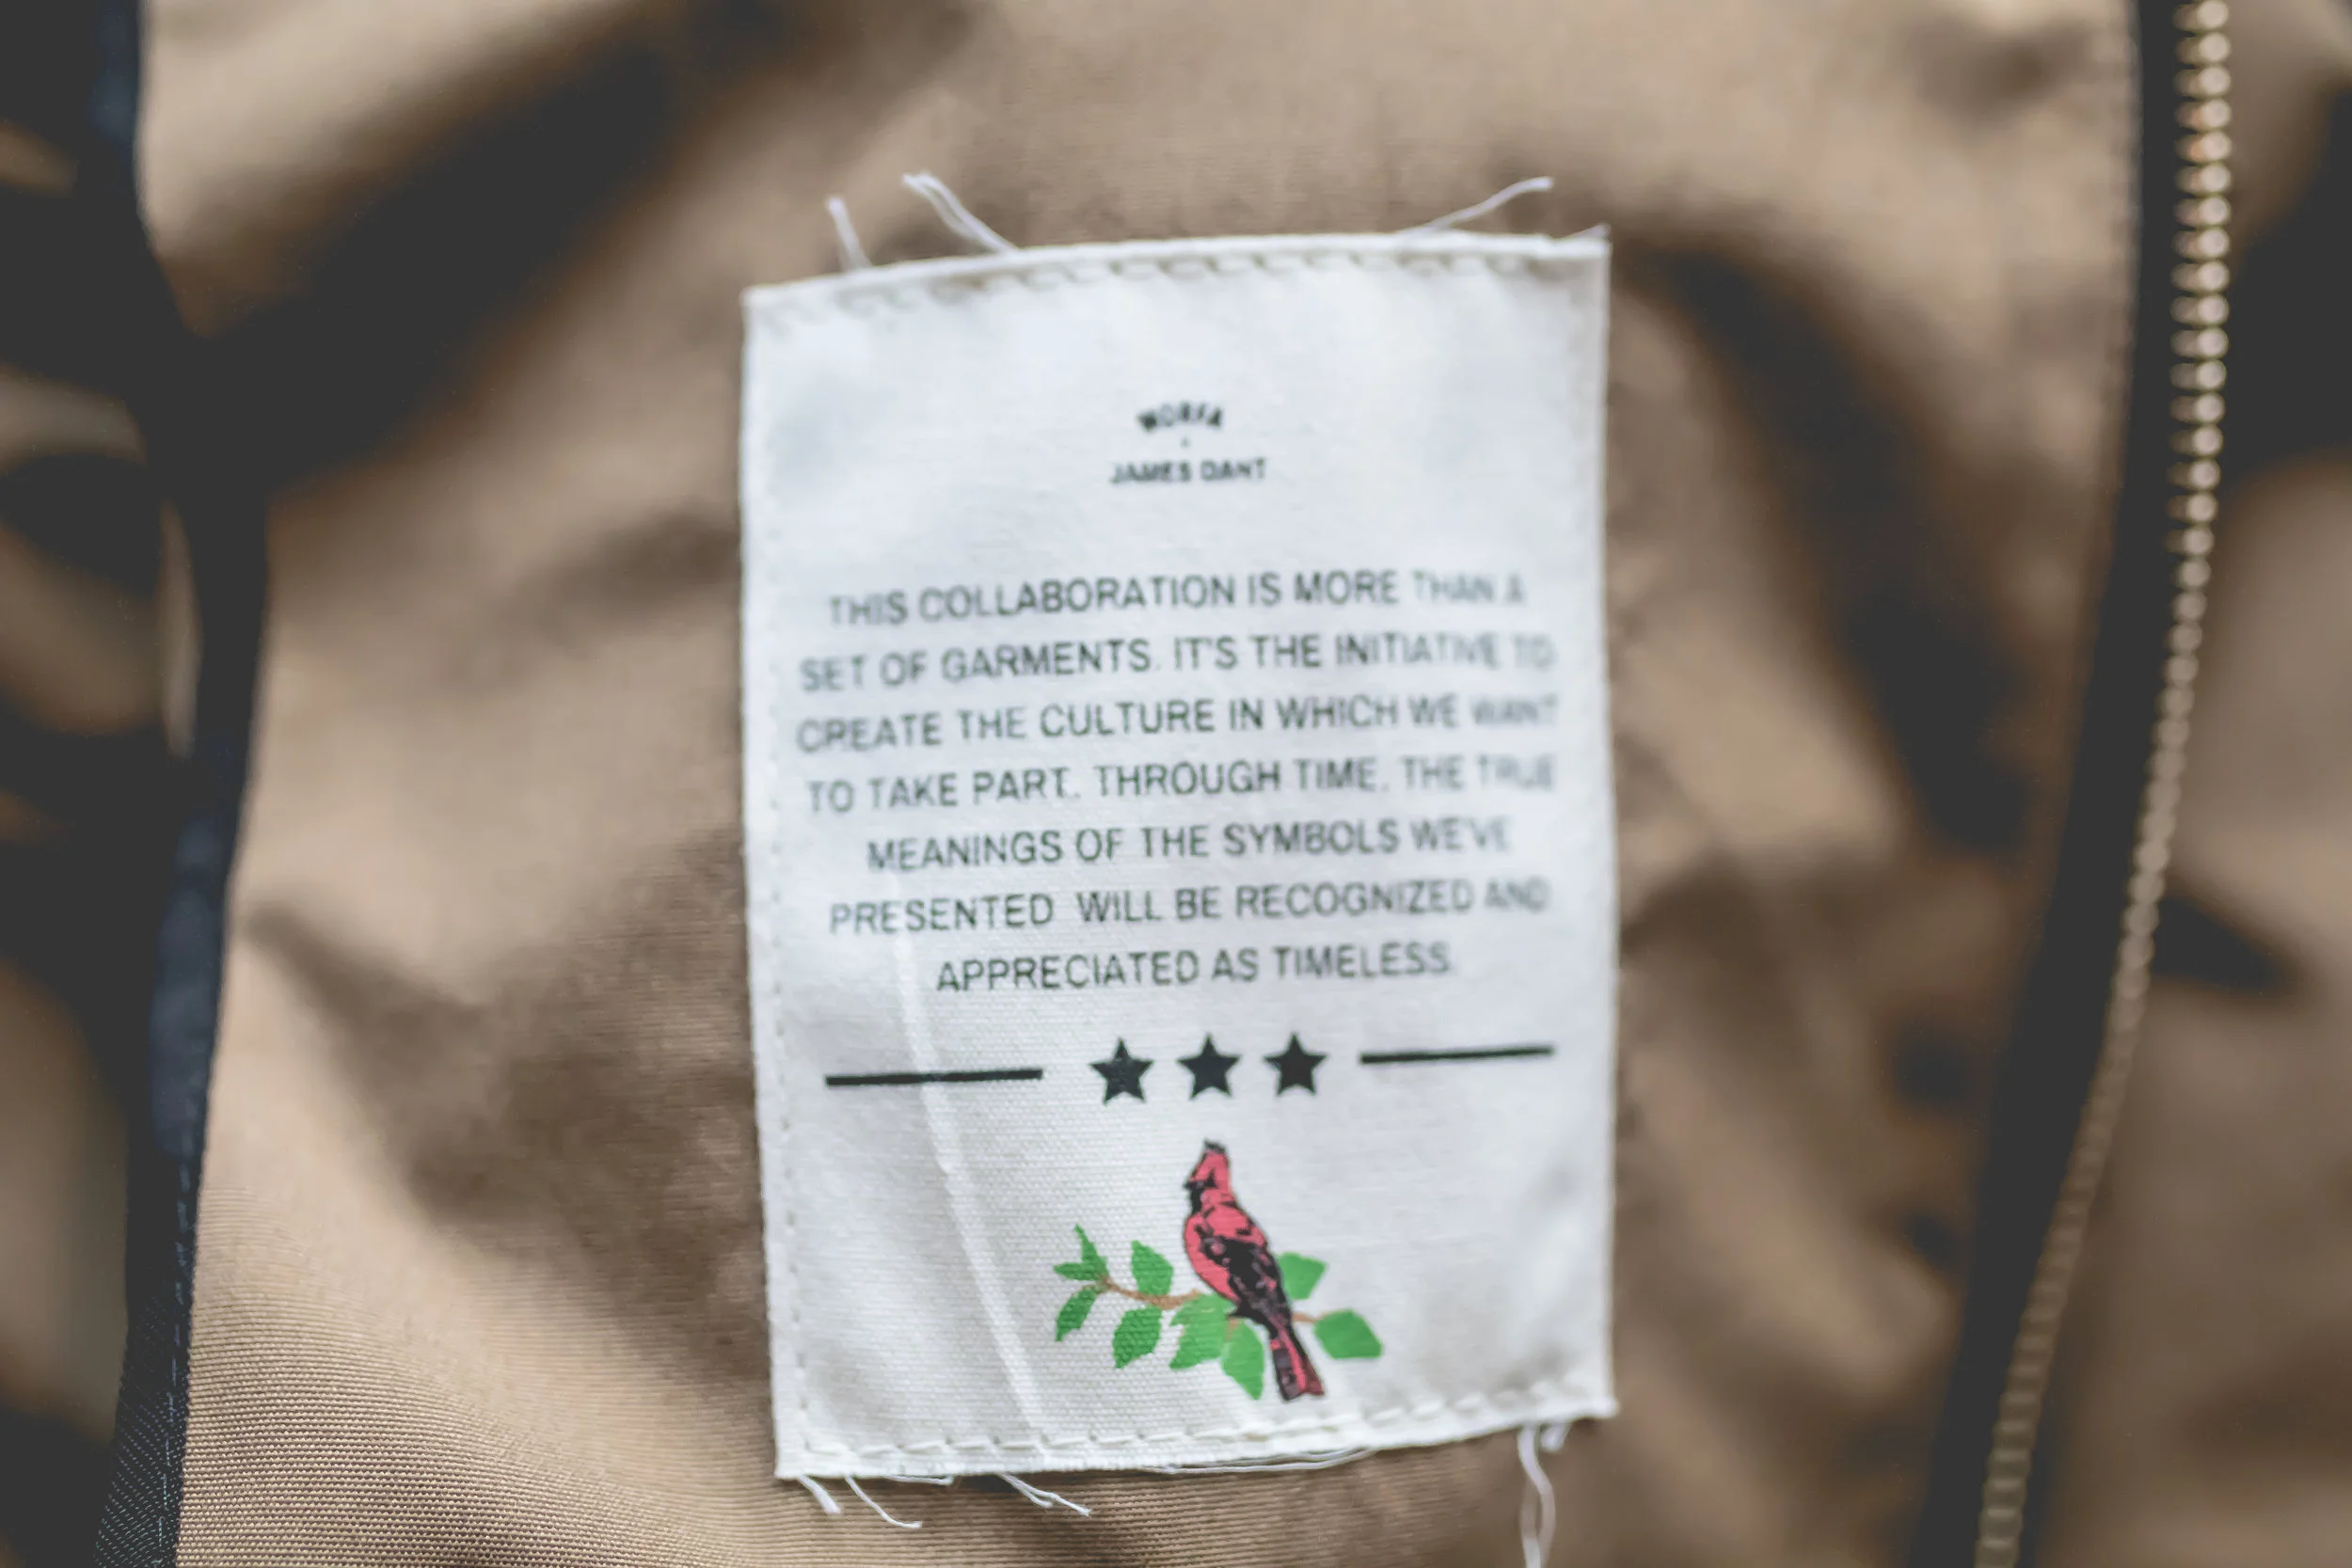 JAMES DANT
THIS COLLABORATION IS MORE THAN A
SET OF GARMENTS. IT'S THE INITIATIVE TO
CREATE THE CULTURE IN WHICH WE WANT
TO TAKE PART. THROUGH TIME, THE TRUE
MEANINGS OF THE SYMBOLS WE'VE
PRESENTED WILL BE RECOGNIZED AND
APPRECIATED AS TIMELESS.